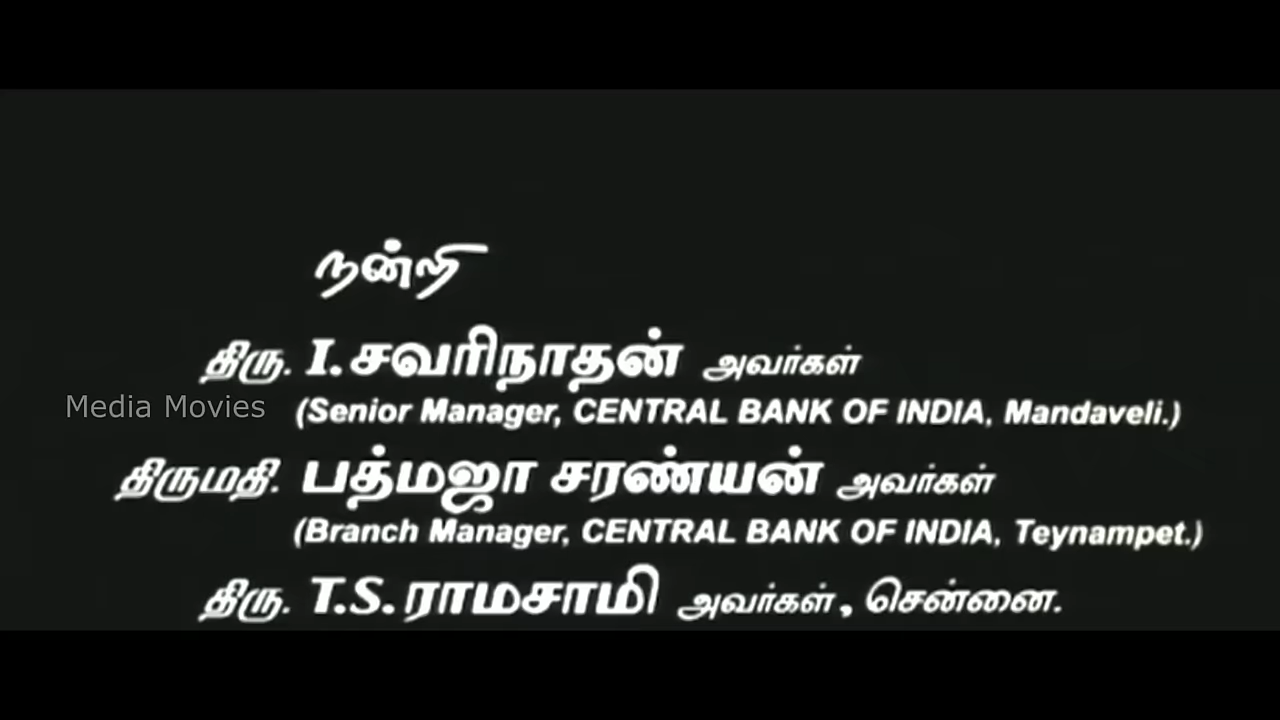 நன்றி
திரு. I.சவரிநாதன் அவர்கள்
Media Movies
(Senior Manager, CENTRAL BANK OF INDIA, Mandaveli.)
திருமதி. பத்மஜா சரண்யன் அவர்கள்
(Branch Manager, CENTRAL BANK OF INDIA, Teynampet.)
திரு. T.S.ராமசாமி அவர்கள், சென்னை.